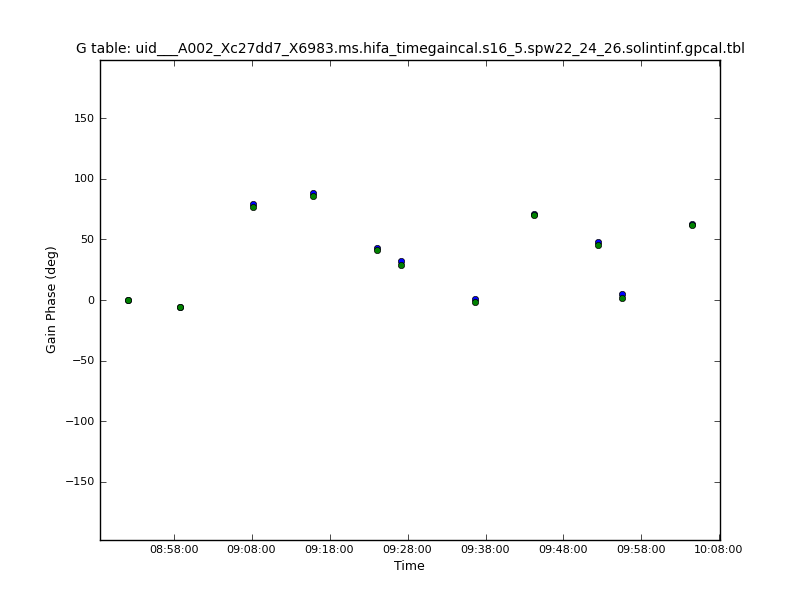 G table: uid___A002_Xc27dd7_X6983.ms.hifa_timegaincal.s16_5.spw22_24_26.solintinf.gpcal.tbl
150
100
50
0
−50
−100
−150
Gain Phase (deg)
08:58:00 09:08:00 09:18:00 09:28:00 09:38:00 09:48:00 09:58:00 10:08:00
Time